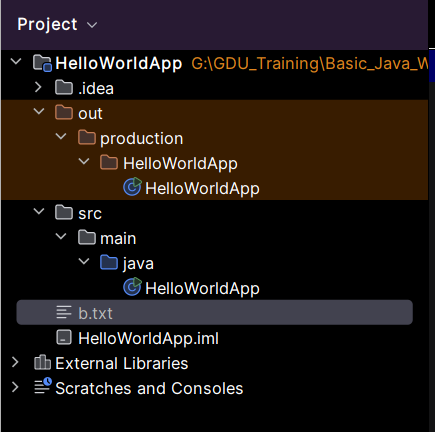 Project
HelloWorldApp G:\GDU_Training\Basic_Java_W
.idea
out
production
HelloWorldApp
HelloWorldApp
src
main
java
HelloWorldApp
b.txt
HelloWorldApp.iml
External Libraries
Scratches and Consoles